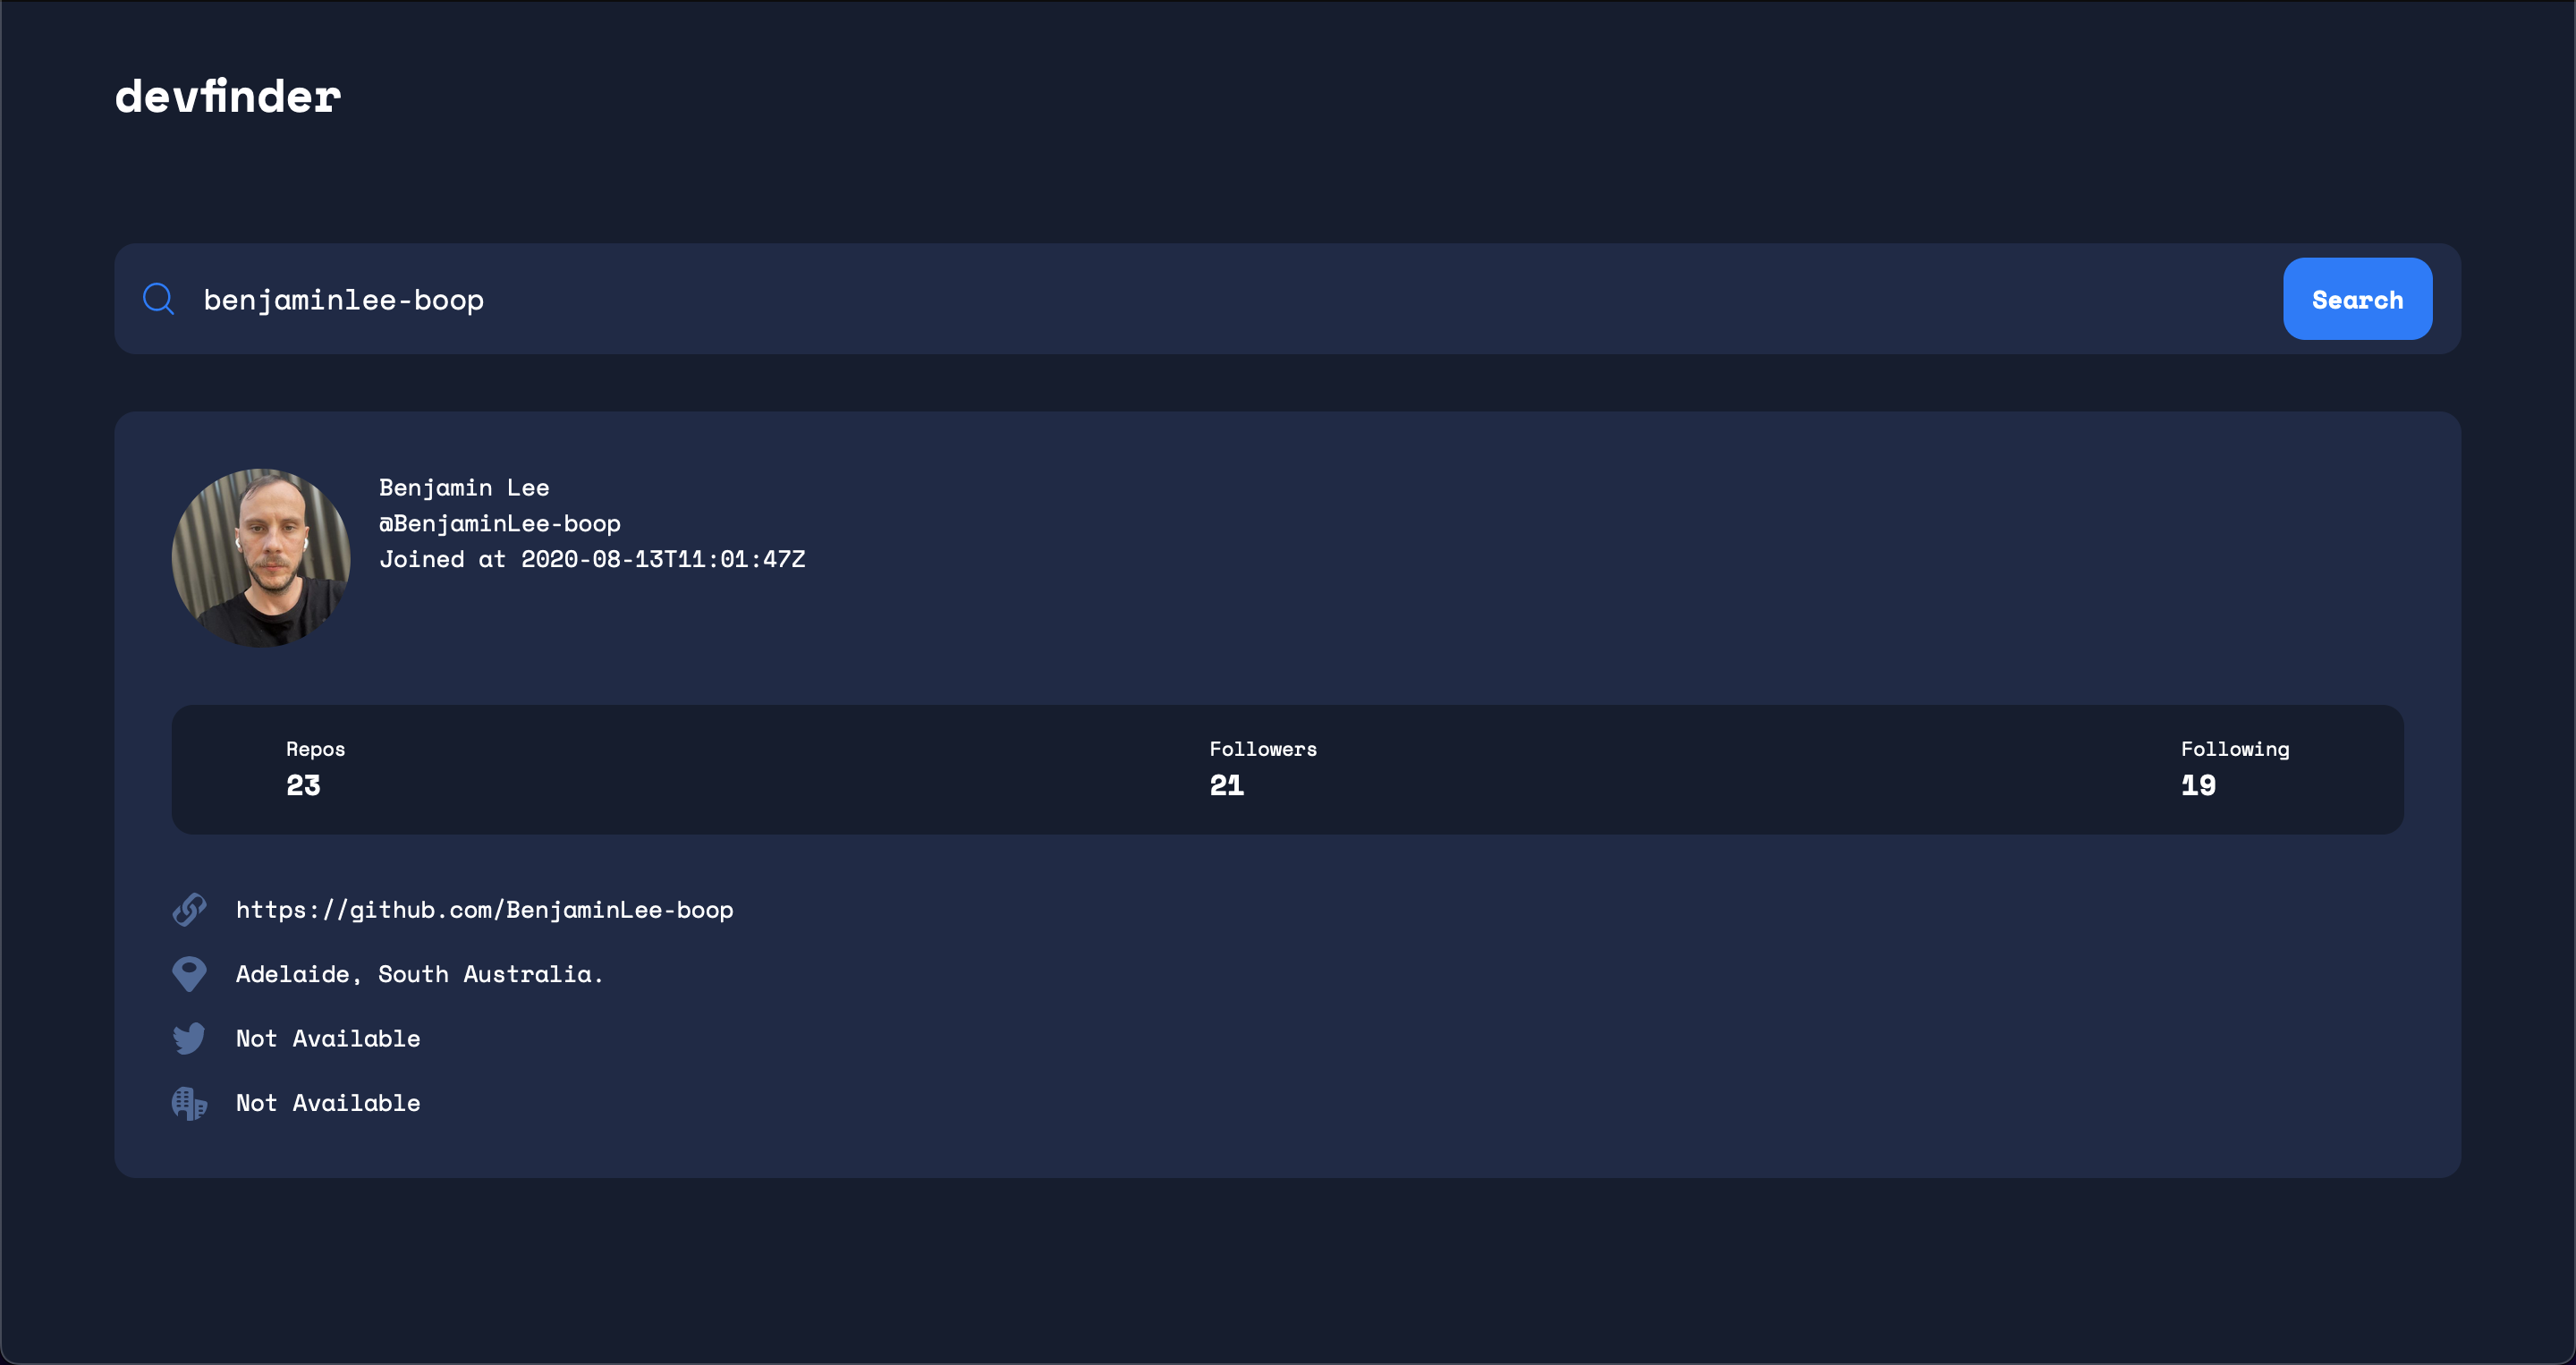 devfinder
benjaminlee-boop
Search
Benjamin Lee
@BenjaminLee-boop
Joined at 2020-08-13T11:01:47Z
Repos
23
Followers
21
Following
19
https://github.com/BenjaminLee-boop
Adelaide, South Australia.
Not Available
Not Available